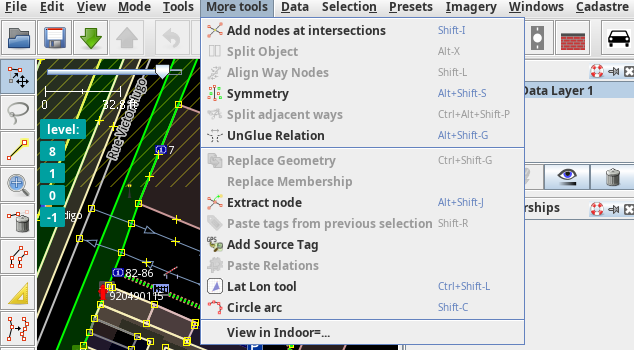 Edit View Mode Tools More tools Data Selection Presets Imagery Windows Cadastre
Add nodes at intersections Shift-I
Split Object Alt-X
Align Way Nodes Shift-L
Symmetry Alt+Shift-S
Split adjacent ways Ctrl+Alt+Shift-P
UnGlue Relation Alt+Shift-G
Replace Geometry Ctrl+Shift-G
Replace Membership
Extract node Alt+Shift-J
Paste tags from previous selection Shift-R
Add Source Tag
Paste Relations
Lat Lon tool Ctrl+Shift-L
Circle arc Shift-C
View in Indoor=...
0 32.8
Rue Victor Hugo
level:
8
1
0
-1
7
digo
82-86
920490115
P
Data Layer 1
rships